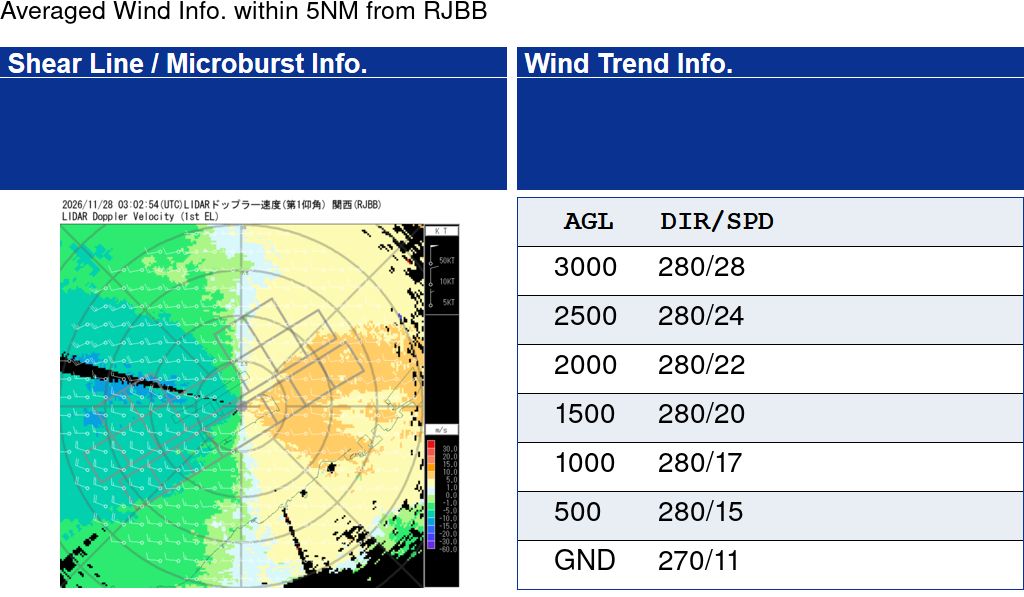 Averaged Wind Info. within 5NM from RJBB
Shear Line / Microburst Info.
Wind Trend Info.
2026/11/28 03:02:54(UTC)LIDARドップラー速度(第1仰角) 関西(RJBB)
LIDAR Doppler Velocity (1st EL)
K T
50KT
10KT
5KT
m/s
30.0
20.0
15.0
10.0
5.0
1.0
0.0
-1.0
-5.0
-10.0
-15.0
-20.0
-30.0
-60.0
AGL DIR/SPD
3000 280/28
2500 280/24
2000 280/22
1500 280/20
1000 280/17
500 280/15
GND 270/11